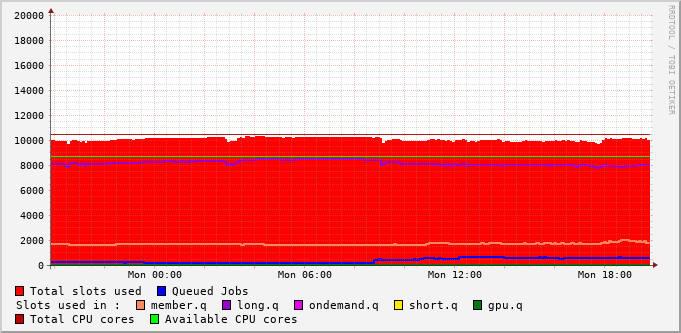 20000
18000
16000
14000
12000
10000
8000
6000
4000
2000
0
Mon 00:00 Mon 06:00 Mon 12:00 Mon 18:00
RRDTOOL / TOBI OETIKER
Total slots used Queued Jobs
Slots used in : member.q long.q ondemand.q short.q gpu.q
Total CPU cores Available CPU cores